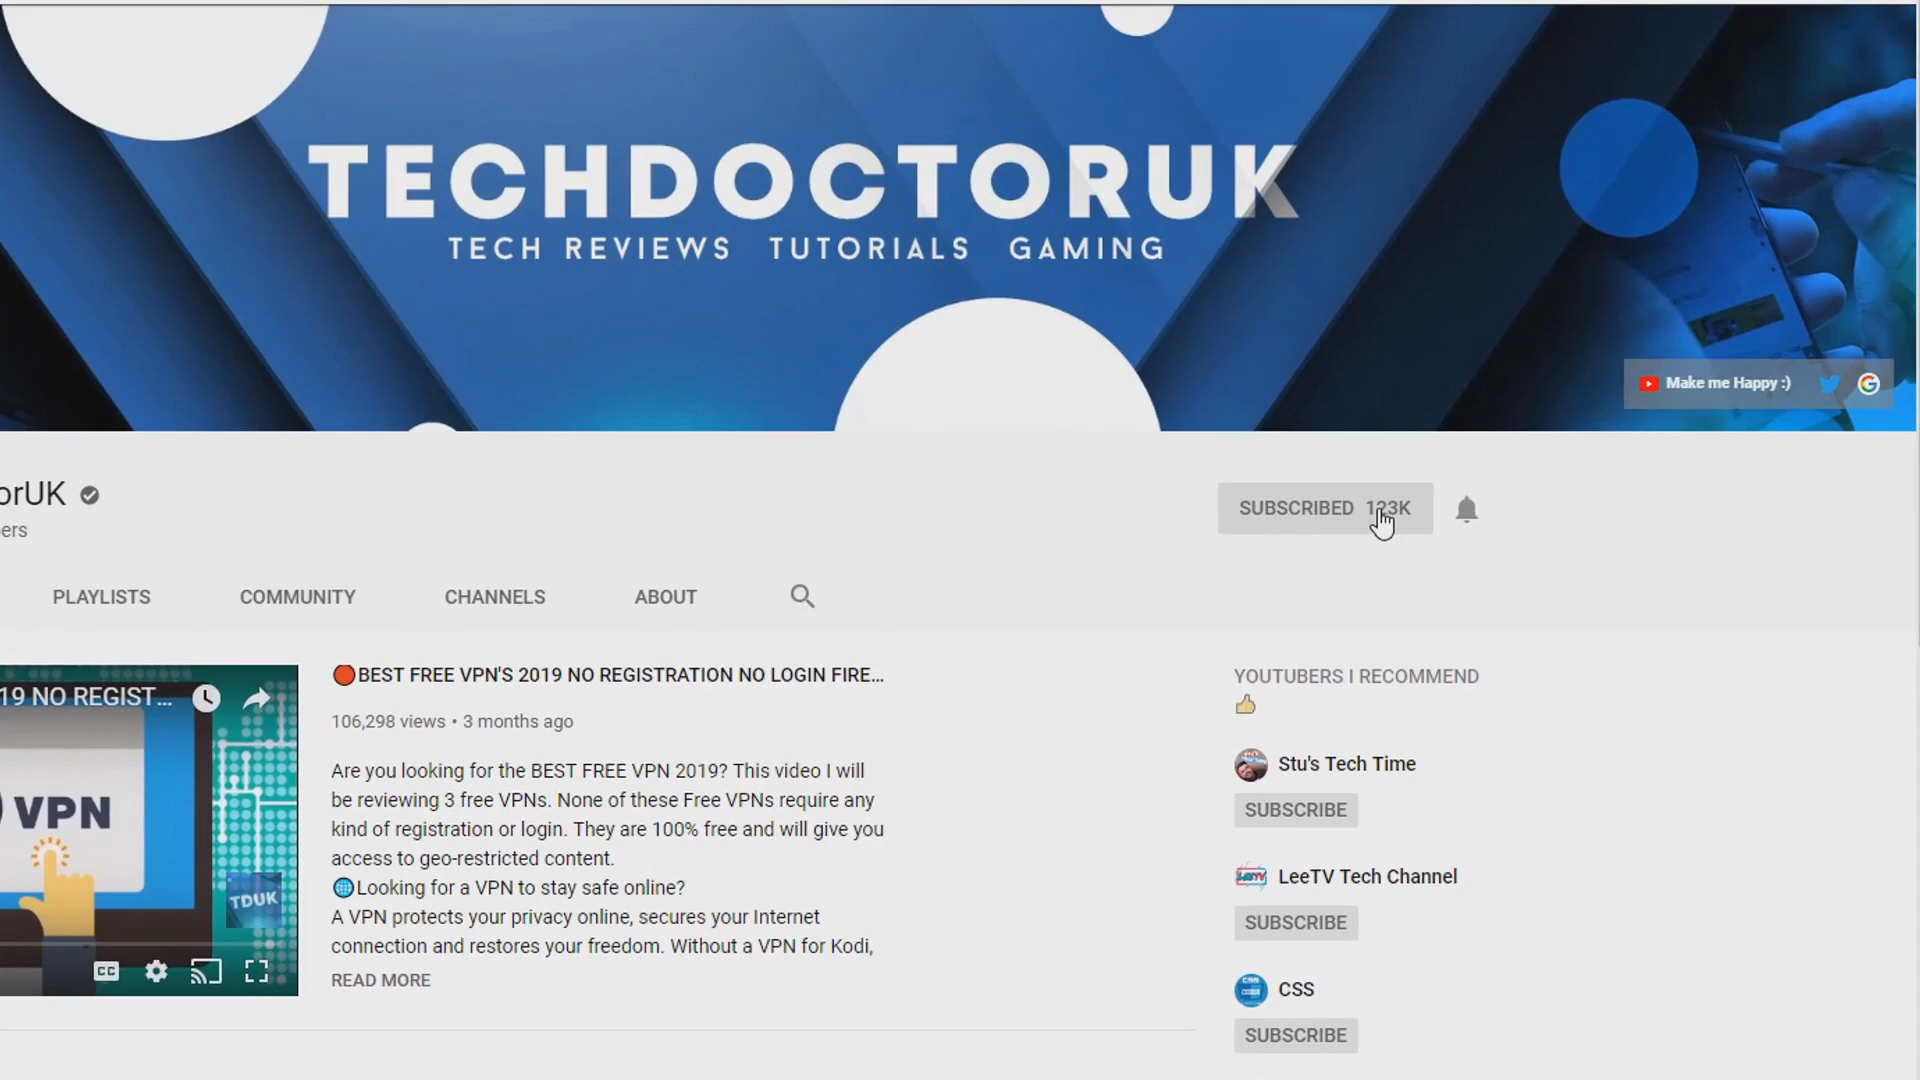 TECHDOCTORUK
TECH REVIEWS TUTORIALS GAMING
Make me Happy :)
orUK
ers
SUBSCRIBED 123K
PLAYLISTS COMMUNITY CHANNELS ABOUT
19 NO REGIST...
VPN
TDUK
CC
🔴BEST FREE VPN'S 2019 NO REGISTRATION NO LOGIN FIRE...
106,298 views • 3 months ago
Are you looking for the BEST FREE VPN 2019? This video I will
be reviewing 3 free VPNs. None of these Free VPNs require any
kind of registration or login. They are 100% free and will give you
access to geo-restricted content.
🌐Looking for a VPN to stay safe online?
A VPN protects your privacy online, secures your Internet
connection and restores your freedom. Without a VPN for Kodi,
READ MORE
YOUTUBERS I RECOMMEND
👍
Stu's Tech Time
SUBSCRIBE
LeeTV Tech Channel
SUBSCRIBE
CSS
SUBSCRIBE